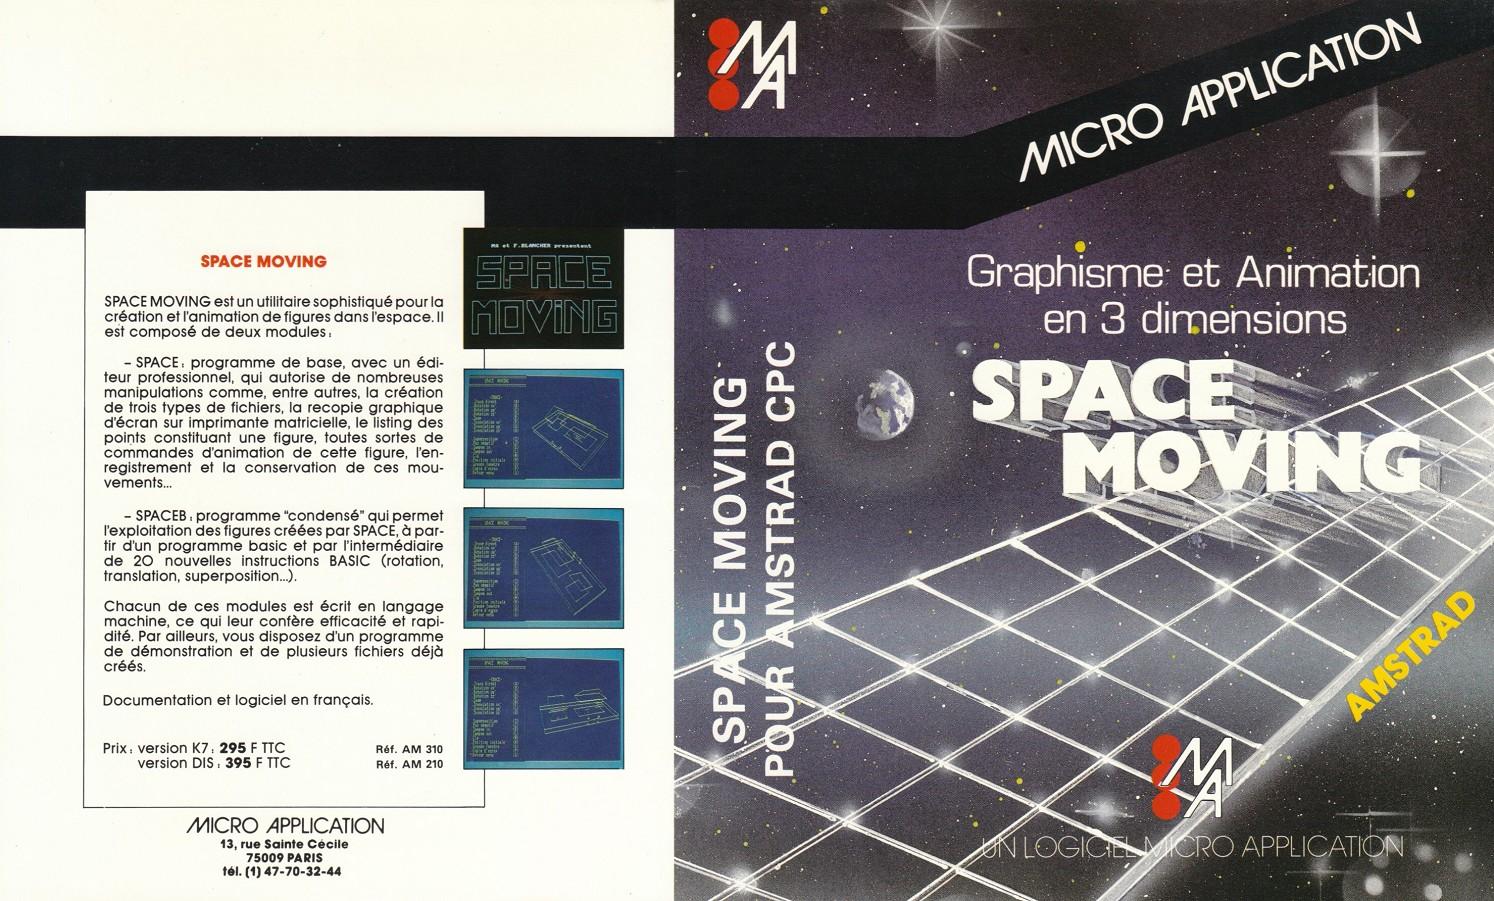 SPACE MOVING
SPACE MOVING est un utilitaire sophistiqué pour la
création et l'animation de figures dans l'espace. Il
est composé de deux modules :
– SPACE : programme de base, avec un édi-
teur professionnel, qui autorise de nombreuses
manipulations comme, entre autres, la création
de trois types de fichiers, la recopie graphique
d'écran sur imprimante matricielle, le listing des
points constituant une figure, toutes sortes de
commandes d'animation de cette figure, l'en-
registrement et la conservation de ces mou-
vements...
– SPACEB : programme “condensé” qui permet
l'exploitation des figures créées par SPACE, à par-
tir d'un programme basic et par l'intermédiaire
de 20 nouvelles instructions BASIC (rotation,
translation, superposition...).
Chacun de ces modules est écrit en langage
machine, ce qui leur confère efficacité et rapi-
dité. Par ailleurs, vous disposez d'un programme
de démonstration et de plusieurs fichiers déjà
créés.
Documentation et logiciel en français.
Prix : version K7 : 295 F TTC Réf. AM 310
version DIS : 395 F TTC Réf. AM 210
MICRO APPLICATION
13, rue Sainte Cécile
75009 PARIS
tél. (1) 47-70-32-44
MA et F.BLANCHER presentent
SPACE
MOVING
SPACE MOVING
SPACE MOVING
SPACE MOVING
MA
SPACE MOVING
POUR AMSTRAD CPC
MICRO APPLICATION
Graphisme et Animation
en 3 dimensions
SPACE
MOVING
AMSTRAD
MA
UN LOGICIEL MICRO APPLICATION